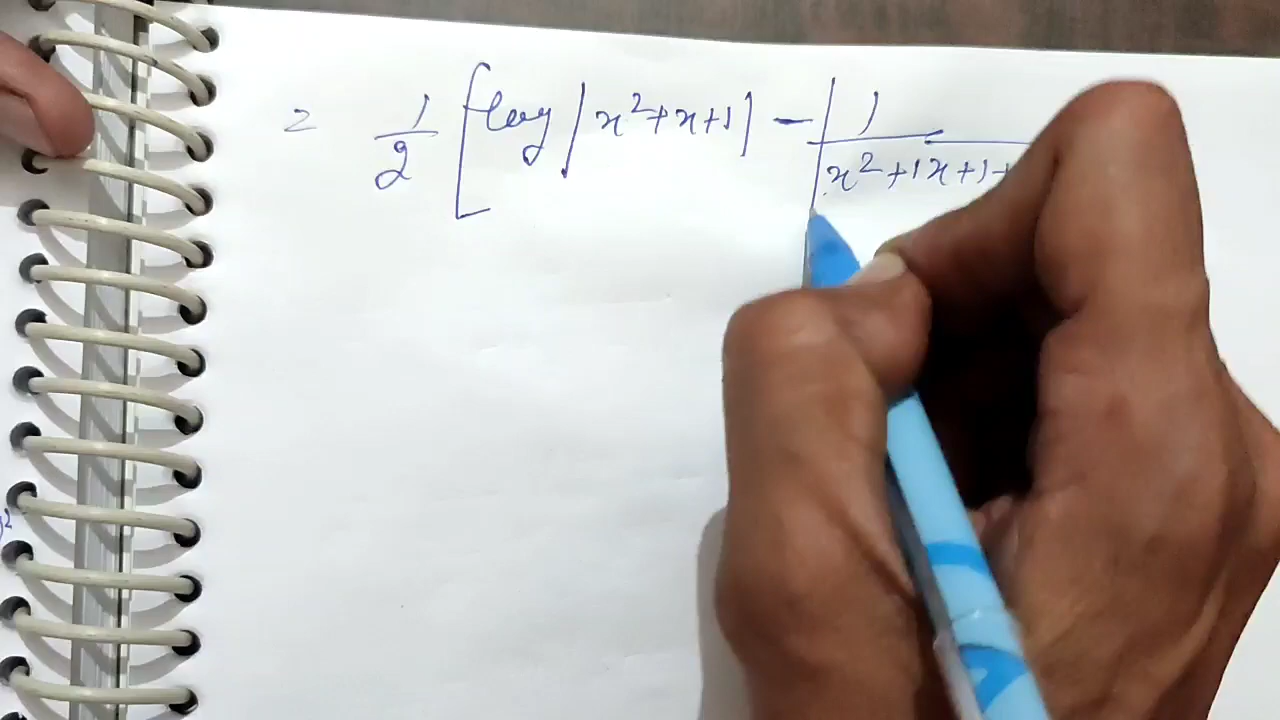 = 1/2 [log |x²+x+1| - ∫ 1/x²+1x+1+